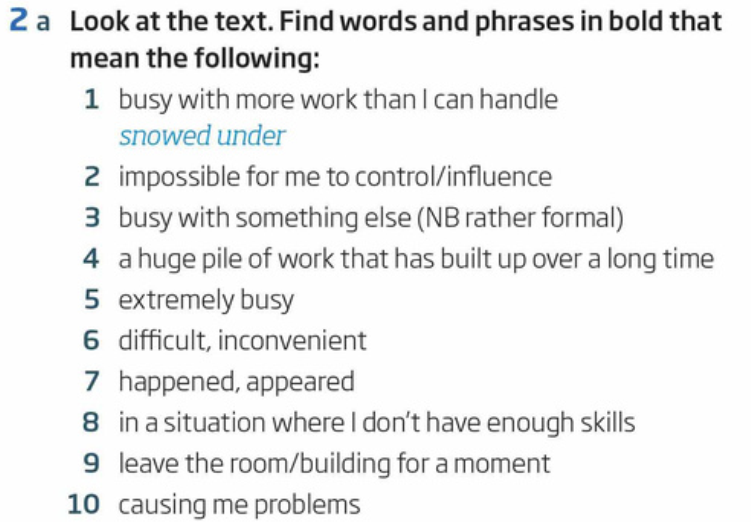 2 a Look at the text. Find words and phrases in bold that
mean the following:
1 busy with more work than I can handle
snowed under
2 impossible for me to control/influence
3 busy with something else (NB rather formal)
4 a huge pile of work that has built up over a long time
5 extremely busy
6 difficult, inconvenient
7 happened, appeared
8 in a situation where I don't have enough skills
9 leave the room/building for a moment
10 causing me problems